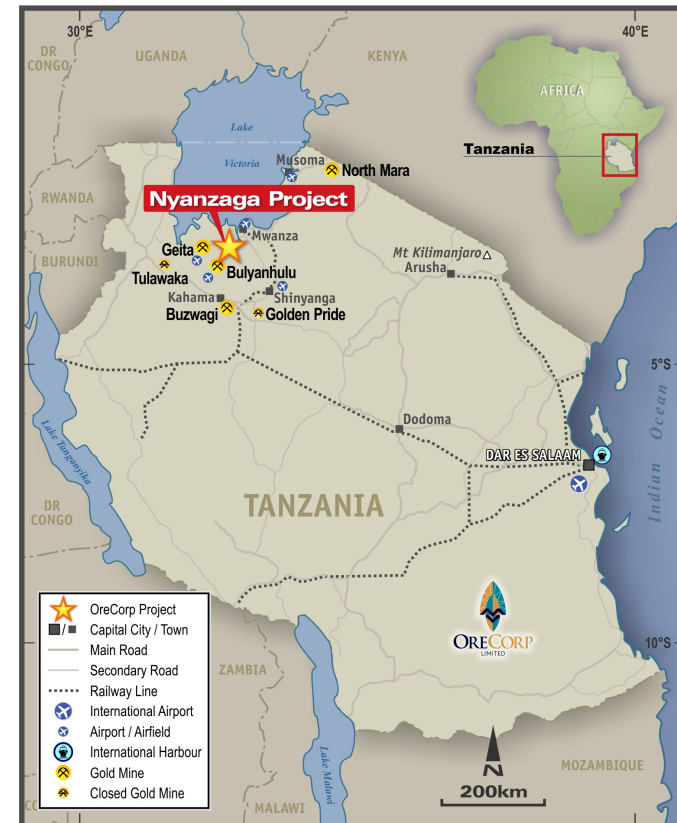 30°E
40°E
DR
CONGO
UGANDA
KENYA
AFRICA
Tanzania
Lake
Victoria
Musoma
North Mara
RWANDA
Nyanzaga Project
Mwanza
BURUNDI
Geita
Mt Kilimanjaro
Arusha
Tulawaka
Bulyanhulu
Kahama
Shinyanga
Buzwagi
Golden Pride
5°S
Indian Ocean
Lake Tanganyika
Dodoma
DAR ES SALAAM
TANZANIA
DR
CONGO
ORECORP
LIMITED
OreCorp Project
/
Capital City / Town
Main Road
Secondary Road
Railway Line
International Airport
Airport / Airfield
International Harbour
Gold Mine
Closed Gold Mine
10°S
ZAMBIA
Lake Malawi
MALAWI
MOZAMBIQUE
N
200km
CO